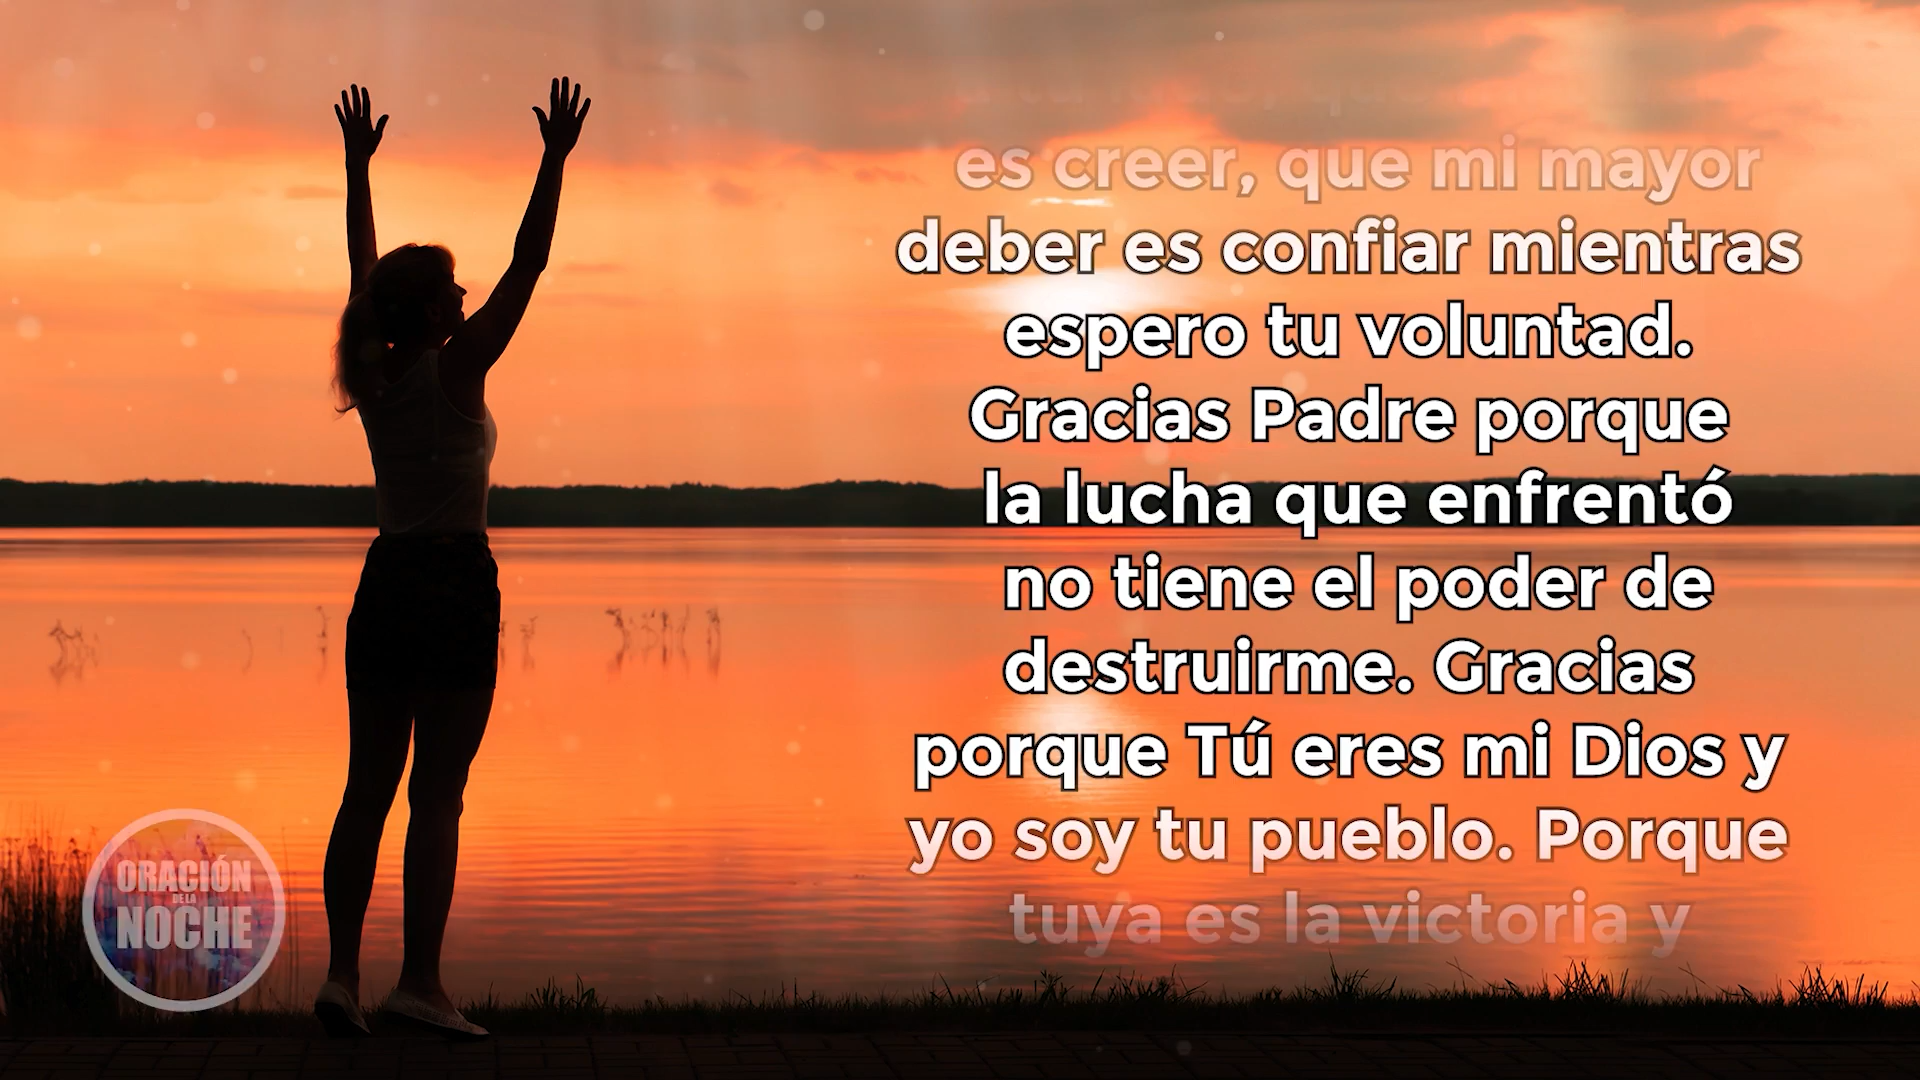 es creer, que mi mayor
deber es confiar mientras
espero tu voluntad.
Gracias Padre porque
la lucha que enfrentó
no tiene el poder de
destruirme. Gracias
porque Tú eres mi Dios y
yo soy tu pueblo. Porque
tuya es la victoria y
ORACIÓN
DE LA
NOCHE